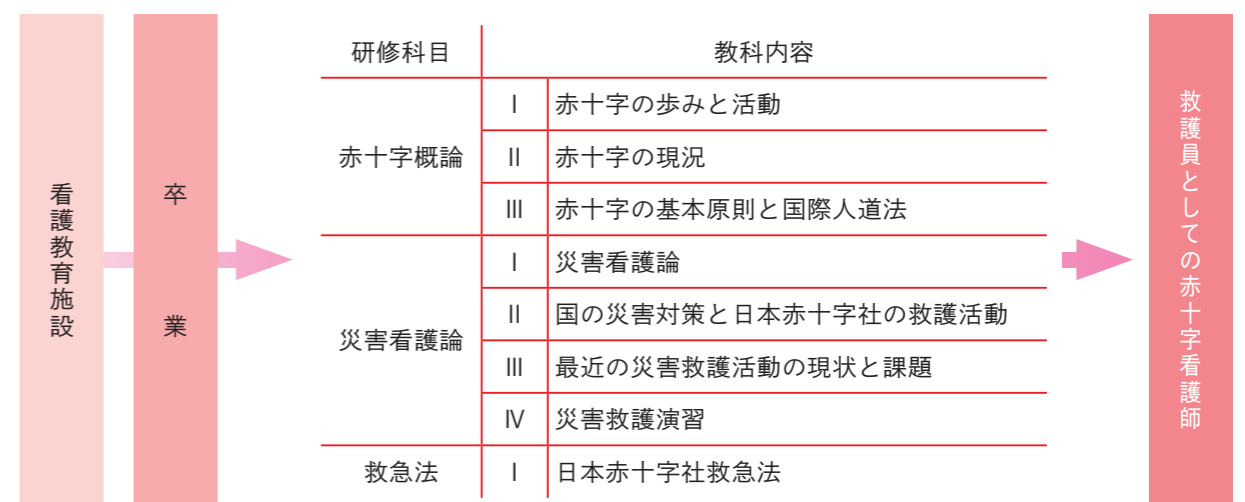 看護教育施設
卒業
研修科目 教科内容
赤十字概論
I 赤十字の歩みと活動
II 赤十字の現況
III 赤十字の基本原則と国際人道法
災害看護論
I 災害看護論
II 国の災害対策と日本赤十字社の救護活動
III 最近の災害救護活動の現状と課題
IV 災害救護演習
救急法 I 日本赤十字社救急法
救護員としての赤十字看護師